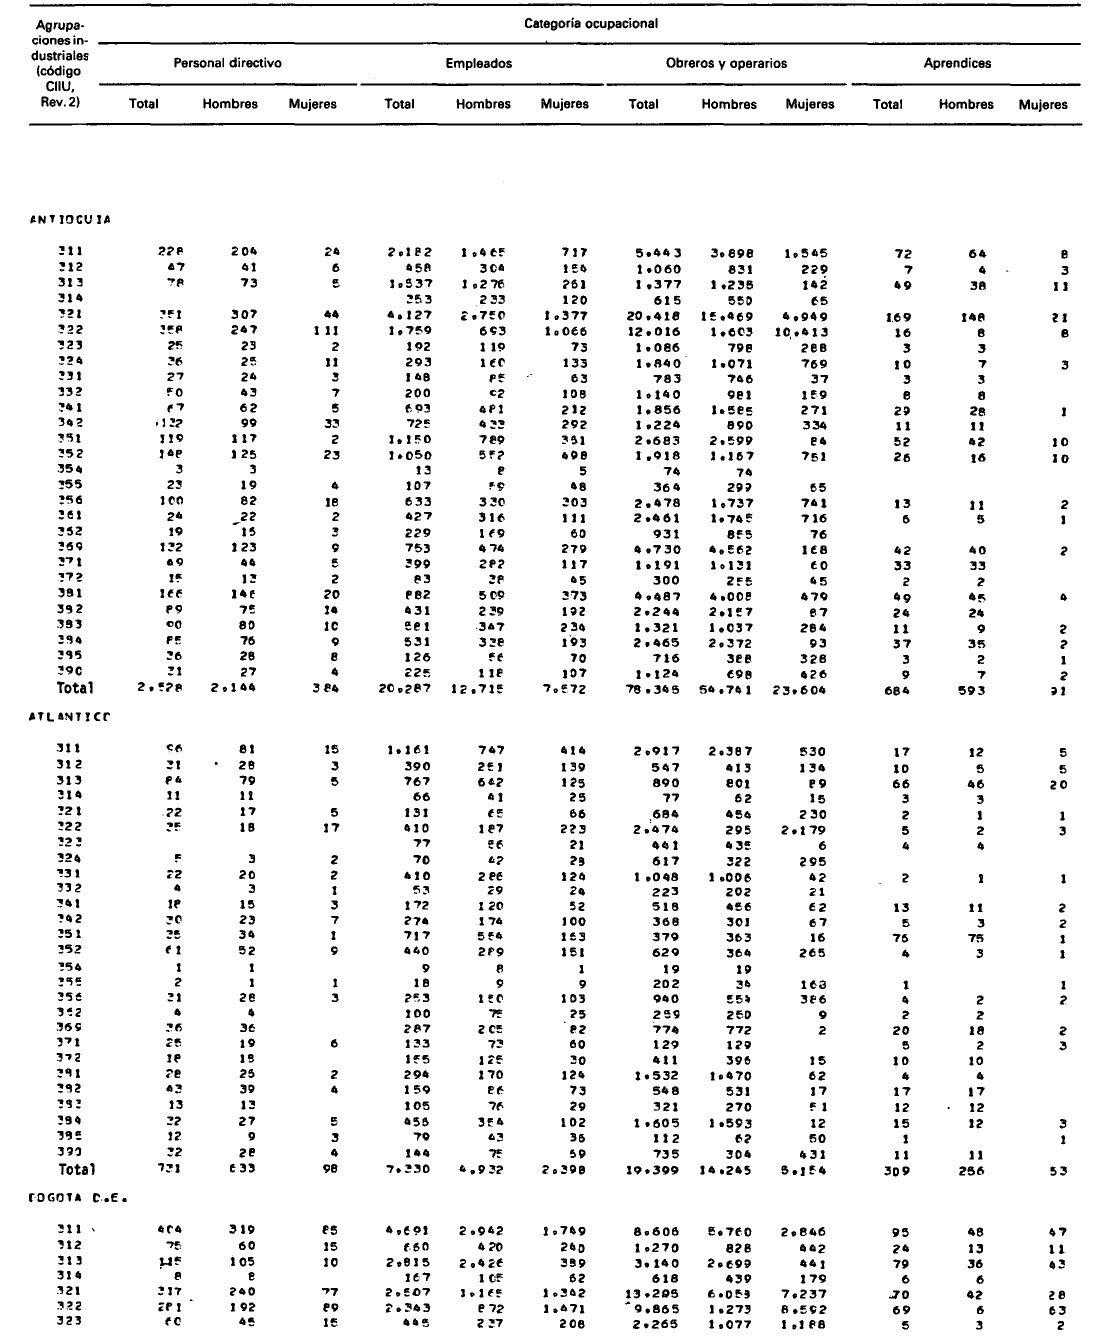 Agrupaciones industriales (código CIIU, Rev. 2) Categoría ocupacional
Personal directivo Empleados Obreros y operarios Aprendices
Total Hombres Mujeres Total Hombres Mujeres Total Hombres Mujeres Total Hombres Mujeres
ANTIOQUIA
311 228 204 24 2.182 1.465 717 5.443 3.898 1.545 72 64 8
312 47 41 6 458 304 154 1.060 831 229 7 4 3
313 78 73 5 1.537 1.276 261 1.377 1.235 142 49 38 11
314 353 233 120 615 550 65
321 351 307 44 4.127 2.750 1.377 20.418 15.469 4.949 169 148 21
322 358 247 111 1.759 693 1.066 12.016 1.603 10.413 16 8 8
323 25 23 2 192 119 73 1.086 798 288 3 3
324 36 25 11 293 160 133 1.840 1.071 769 10 7 3
331 27 24 3 148 85 63 783 746 37 3 3
332 50 43 7 200 92 108 1.140 981 159 8 8
341 67 62 5 693 481 212 1.856 1.585 271 29 28 1
342 132 99 33 725 433 292 1.224 890 334 11 11
351 119 117 2 1.150 789 361 2.683 2.599 84 52 42 10
352 148 125 23 1.050 552 498 1.918 1.167 751 26 16 10
354 3 3 13 8 5 74 74
355 23 19 4 107 59 48 364 299 65
356 100 82 18 633 330 303 2.478 1.737 741 13 11 2
361 24 22 2 427 316 111 2.461 1.745 716 6 5 1
362 19 15 3 229 169 60 931 855 76
369 132 123 9 753 474 279 4.730 4.562 168 42 40 2
371 49 44 5 399 282 117 1.191 1.131 60 33 33
372 15 13 2 83 38 45 300 255 45 2 2
381 166 146 20 882 509 373 4.487 4.008 479 49 45 4
382 89 75 14 431 239 192 2.244 2.157 87 24 24
383 90 80 10 581 347 234 1.321 1.037 284 11 9 2
384 85 76 9 531 338 193 2.465 2.372 93 37 35 2
385 36 28 8 126 56 70 716 388 328 3 2 1
390 31 27 4 225 118 107 1.124 698 426 9 7 2
Total 2.528 2.144 384 20.287 12.715 7.572 78.345 54.741 23.604 684 593 91
ATLANTICO
311 96 81 15 1.161 747 414 2.917 2.387 530 17 12 5
312 31 28 3 390 251 139 547 413 134 10 5 5
313 84 79 5 767 642 125 890 801 89 66 46 20
314 11 11 66 41 25 77 62 15 3 3
321 22 17 5 131 65 66 684 454 230 2 1 1
322 35 18 17 410 187 223 2.474 295 2.179 5 2 3
323 77 56 21 441 435 6 4 4
324 5 3 2 70 42 28 617 322 295
331 22 20 2 410 286 124 1.048 1.006 42 2 1 1
332 4 3 1 53 29 24 223 202 21
341 18 15 3 172 120 52 518 456 62 13 11 2
342 30 23 7 274 174 100 368 301 67 5 3 2
351 35 34 1 717 554 163 379 363 16 76 75 1
352 61 52 9 440 289 151 629 364 265 4 3 1
354 1 1 9 8 1 19 19
355 2 1 1 18 9 9 202 34 168 1 1
356 31 28 3 253 150 103 940 554 386 4 2 2
362 4 4 100 75 25 259 250 9 2 2
369 36 36 287 205 82 774 772 2 20 18 2
371 25 19 6 133 73 60 129 129 5 2 3
372 18 18 155 125 30 411 396 15 10 10
381 28 25 2 294 170 124 1.532 1.470 62 4 4
382 43 39 4 159 86 73 548 531 17 17 17
383 13 13 105 76 29 321 270 51 12 12
384 32 27 5 456 354 102 1.605 1.593 12 15 12 3
385 12 9 3 79 43 36 112 62 50 1 1
390 32 28 4 144 75 59 735 304 431 11 11
Total 731 633 98 7.330 4.932 2.398 19.399 14.245 5.154 309 256 53
BOGOTA D.E.
311 404 319 85 4.691 2.942 1.749 8.606 5.760 2.846 95 48 47
312 75 60 15 660 420 240 1.270 828 442 24 13 11
313 115 105 10 2.815 2.426 389 3.140 2.699 441 79 36 43
314 8 8 167 105 62 618 439 179 6 6
321 317 240 77 2.507 1.165 1.342 13.295 6.058 7.237 70 42 28
322 281 192 89 2.343 872 1.471 9.865 1.273 8.592 69 6 63
323 60 45 15 445 237 208 2.265 1.077 1.188 5 3 2